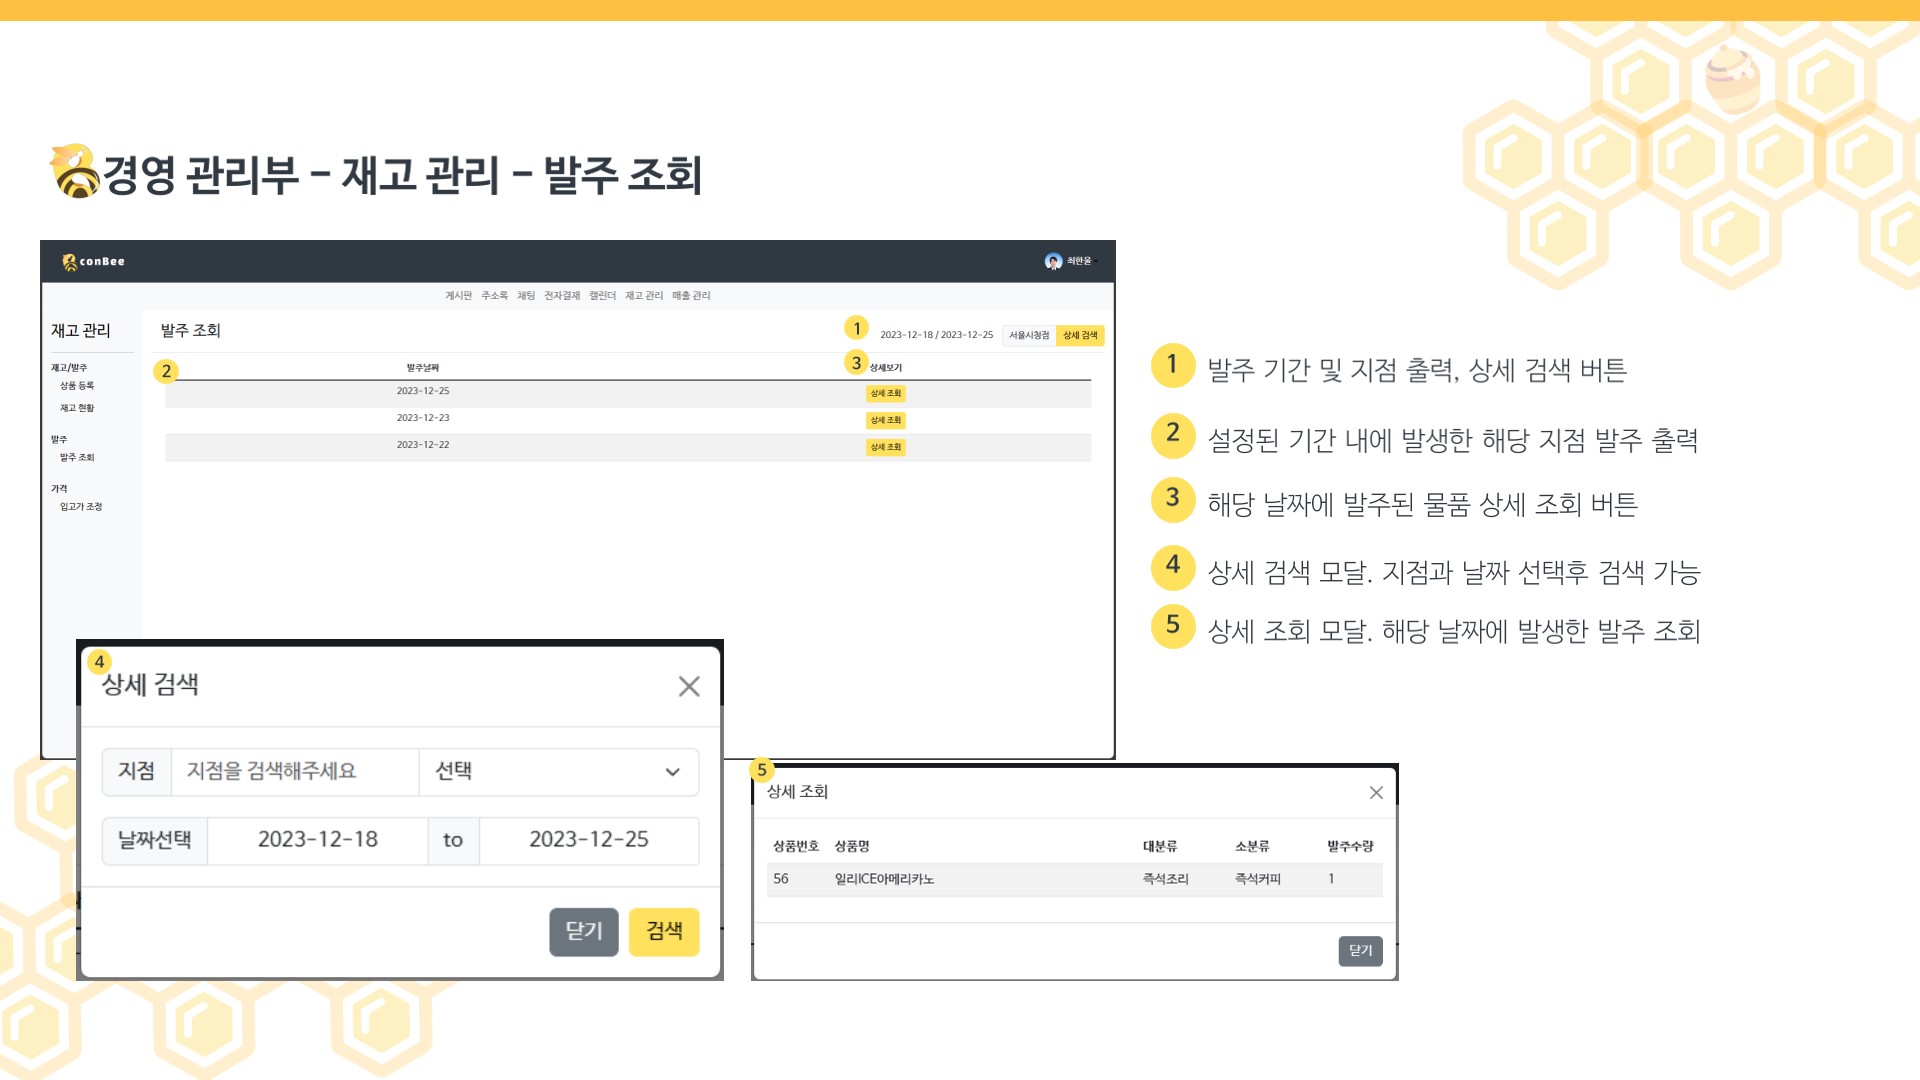 경영 관리부 - 재고 관리 - 발주 조회
conBee
최한울
게시판 주소록 채팅 전자결재 캘린더 재고 관리 매출 관리
재고 관리
재고/발주
상품 등록
재고 현황
발주
발주 조회
가격
입고가 조정
발주 조회
1 2023-12-18 / 2023-12-25 서울시청점 상세 검색
2 발주날짜 3 상세보기
2023-12-25 상세 조회
2023-12-23 상세 조회
2023-12-22 상세 조회
1 발주 기간 및 지점 출력, 상세 검색 버튼
2 설정된 기간 내에 발생한 해당 지점 발주 출력
3 해당 날짜에 발주된 물품 상세 조회 버튼
4 상세 검색 모달. 지점과 날짜 선택후 검색 가능
5 상세 조회 모달. 해당 날짜에 발생한 발주 조회
4
상세 검색
지점 지점을 검색해주세요 선택
날짜선택 2023-12-18 to 2023-12-25
닫기 검색
5
상세 조회
상품번호 상품명 대분류 소분류 발주수량
56 일리ICE아메리카노 즉석조리 즉석커피 1
닫기